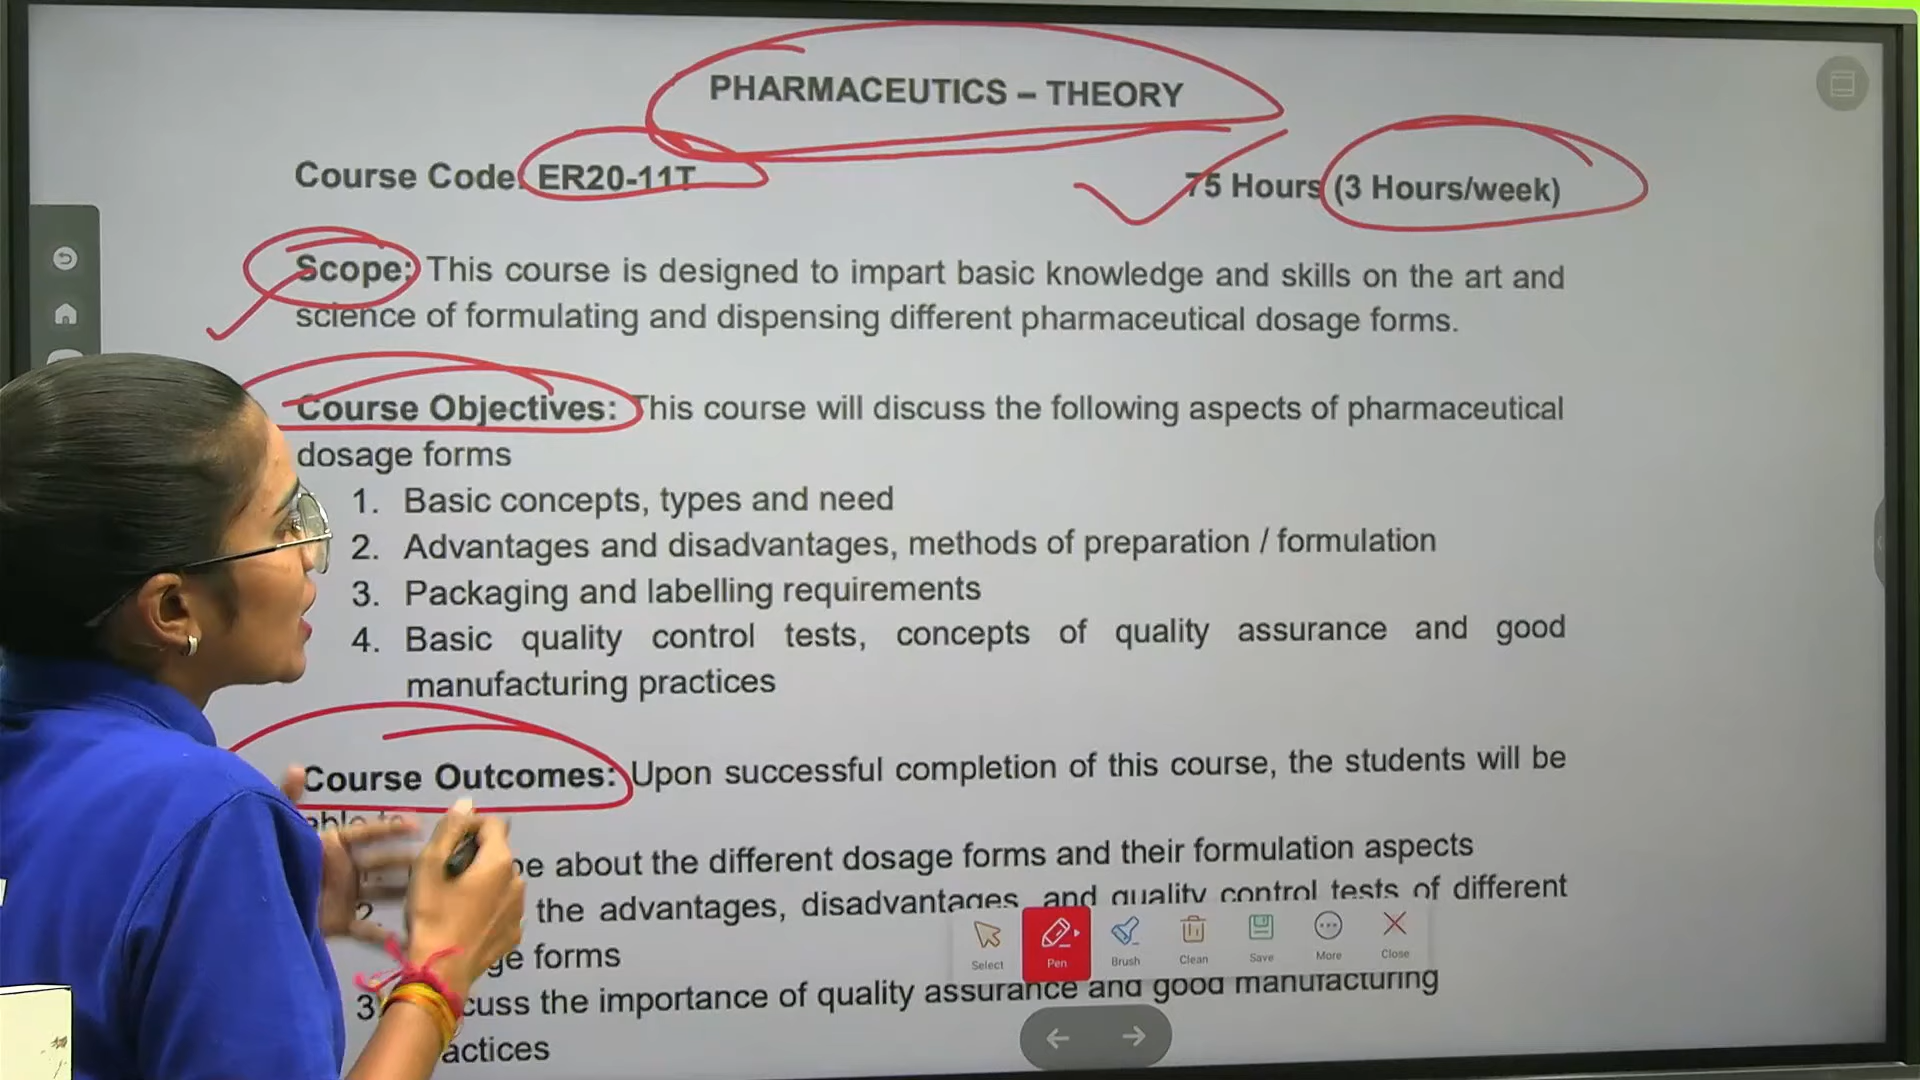 PHARMACEUTICS – THEORY
Course Code: ER20-11T 75 Hours (3 Hours/week)
Scope: This course is designed to impart basic knowledge and skills on the art and
science of formulating and dispensing different pharmaceutical dosage forms.
Course Objectives: This course will discuss the following aspects of pharmaceutical
dosage forms
1. Basic concepts, types and need
2. Advantages and disadvantages, methods of preparation / formulation
3. Packaging and labelling requirements
4. Basic quality control tests, concepts of quality assurance and good
manufacturing practices
Course Outcomes: Upon successful completion of this course, the students will be
able to
about the different dosage forms and their formulation aspects
2. the advantages, disadvantages, and quality control tests of different
forms
3. the importance of quality assurance and good manufacturing
Select Pen Brush Clean Save More Close